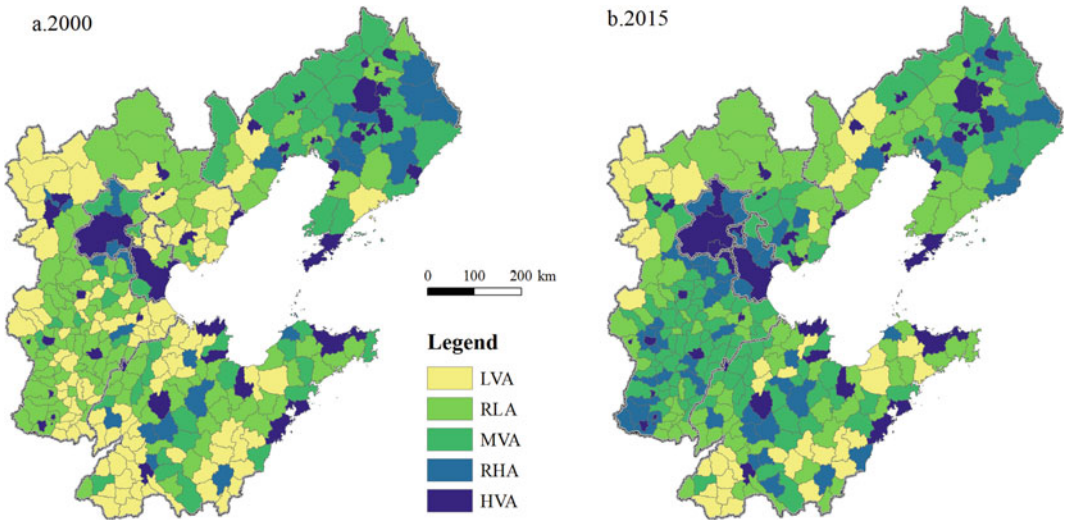 a.2000
b.2015
0 100 200 km
Legend
LVA
RLA
MVA
RHA
HVA